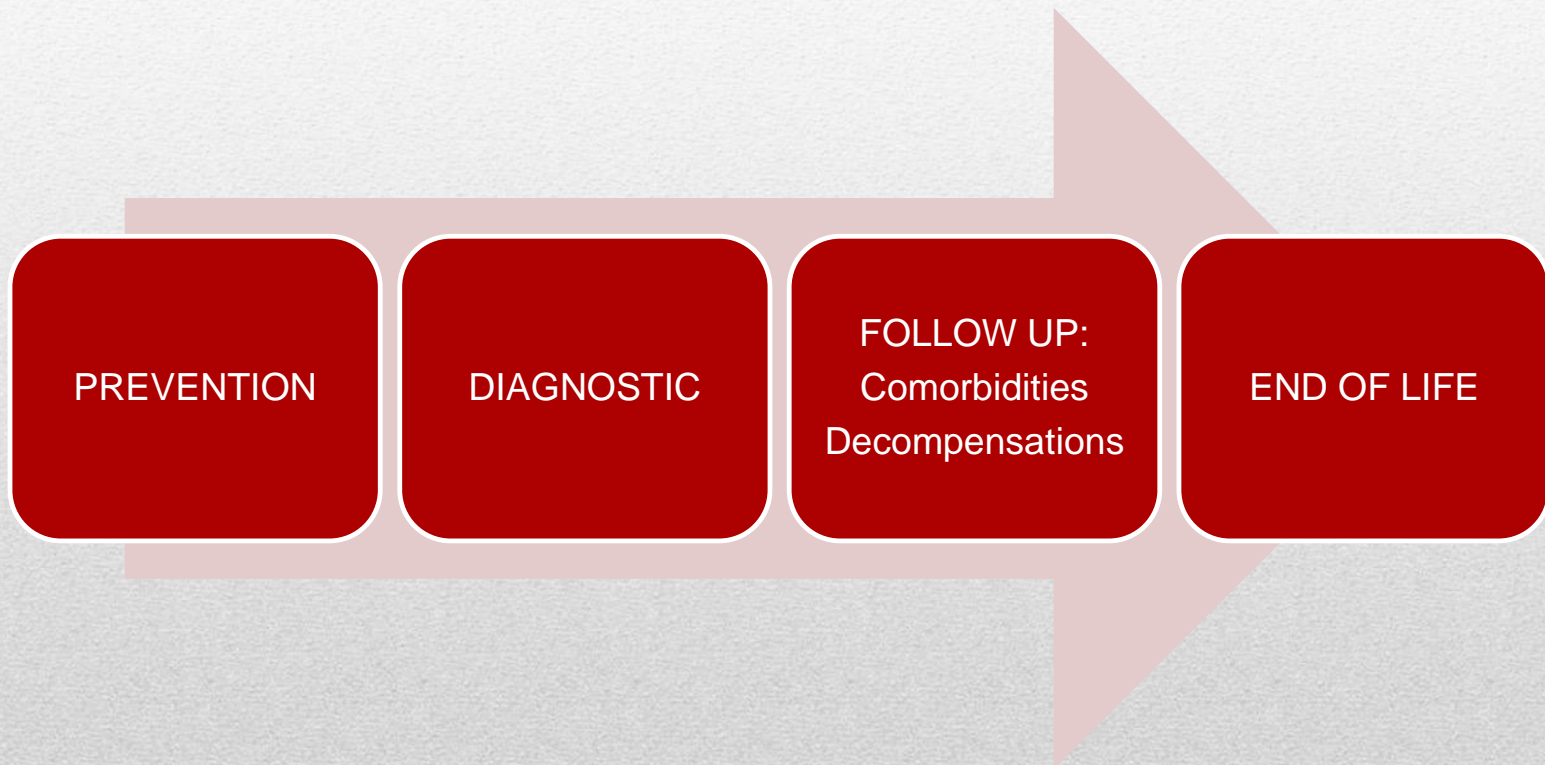 PREVENTION
DIAGNOSTIC
FOLLOW UP:
Comorbidities
Decompensations
END OF LIFE